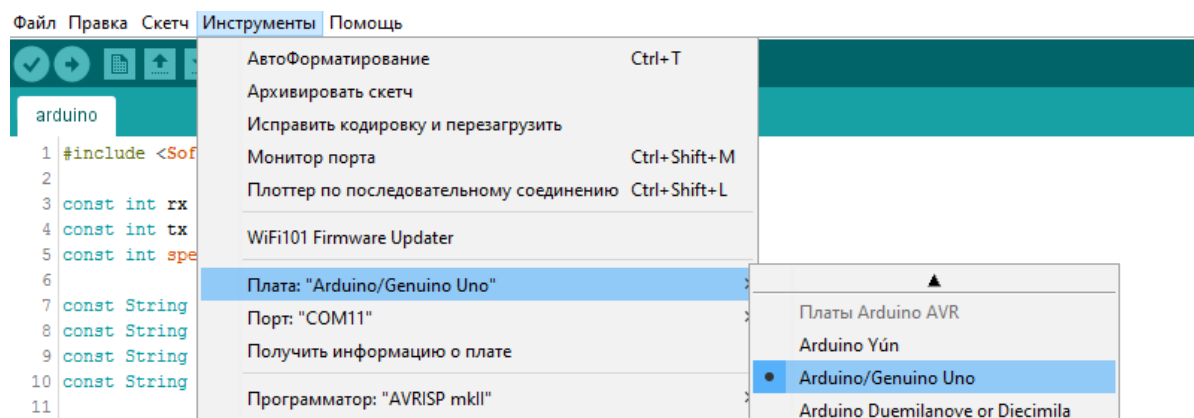 Файл Правка Скетч Инструменты Помощь
arduino
1 #include <Sof
2
3 const int rx
4 const int tx
5 const int spe
6
7 const String
8 const String
9 const String
10 const String
11
АвтоФорматирование Ctrl+T
Архивировать скетч
Исправить кодировку и перезагрузить
Монитор порта Ctrl+Shift+M
Плоттер по последовательному соединению Ctrl+Shift+L
WiFi101 Firmware Updater
Плата: "Arduino/Genuino Uno"
Порт: "COM11"
Получить информацию о плате
Программатор: "AVRISP mkII"
Платы Arduino AVR
Arduino Yún
Arduino/Genuino Uno
Arduino Duemilanove or Diecimila